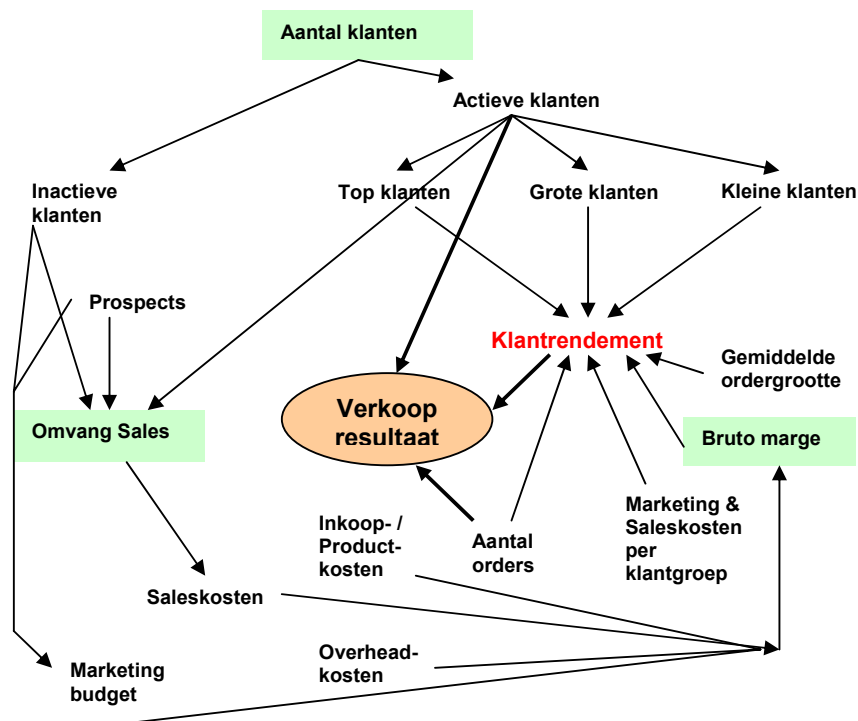 Aantal klanten
Actieve klanten
Inactieve
klanten
Top klanten
Grote klanten
Kleine klanten
Prospects
Klantrendement
Gemiddelde
ordergrootte
Omvang Sales
Verkoop
resultaat
Bruto marge
Inkoop- /
Product-
kosten
Aantal
orders
Marketing &
Saleskosten
per
klantgroep
Saleskosten
Overhead-
kosten
Marketing
budget